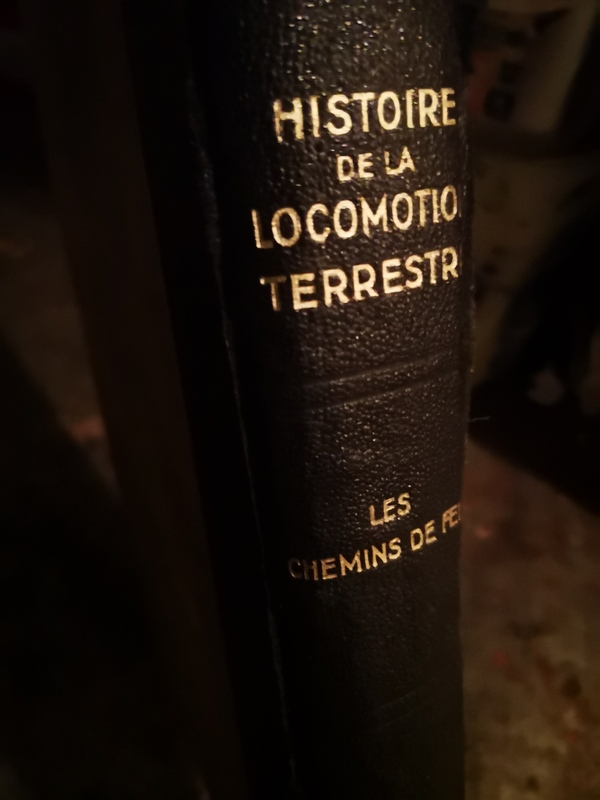 HISTOIRE
DE LA
LOCOMOTIO
TERRESTR
LES
CHEMINS DE FE